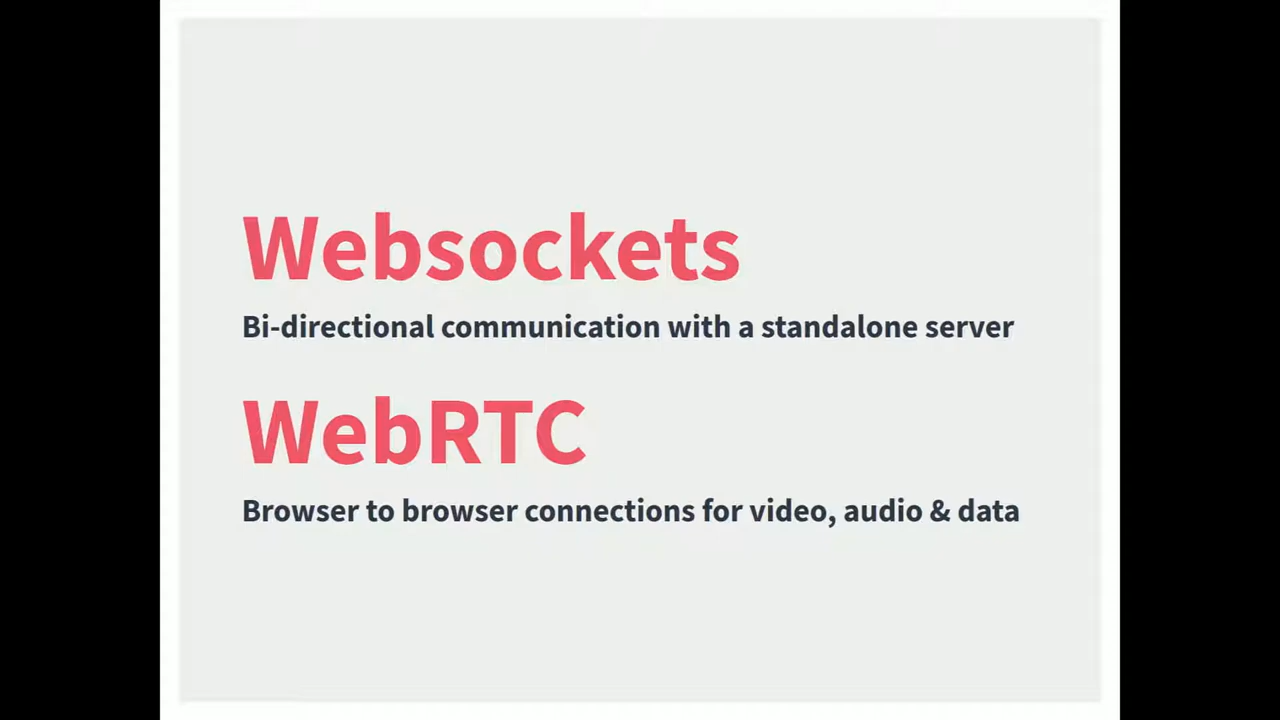 Websockets
Bi-directional communication with a standalone server
WebRTC
Browser to browser connections for video, audio & data